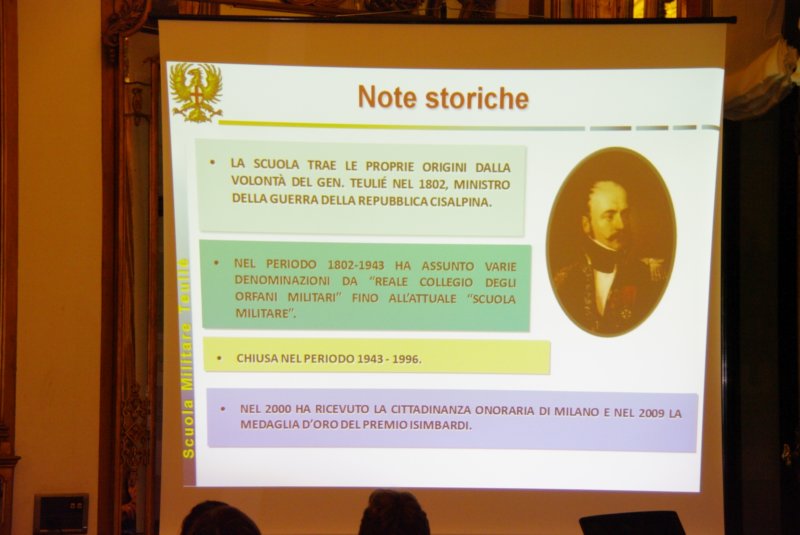 Note storiche
• LA SCUOLA TRAE LE PROPRIE ORIGINI DALLA
VOLONTÀ DEL GEN. TEULIÉ NEL 1802, MINISTRO
DELLA GUERRA DELLA REPUBBLICA CISALPINA.
• NEL PERIODO 1802-1943 HA ASSUNTO VARIE
DENOMINAZIONI DA “REALE COLLEGIO DEGLI
ORFANI MILITARI” FINO ALL’ATTUALE “SCUOLA
MILITARE”.
• CHIUSA NEL PERIODO 1943 - 1996.
• NEL 2000 HA RICEVUTO LA CITTADINANZA ONORARIA DI MILANO E NEL 2009 LA
MEDAGLIA D’ORO DEL PREMIO ISIMBARDI.
Scuola Militare Teulie